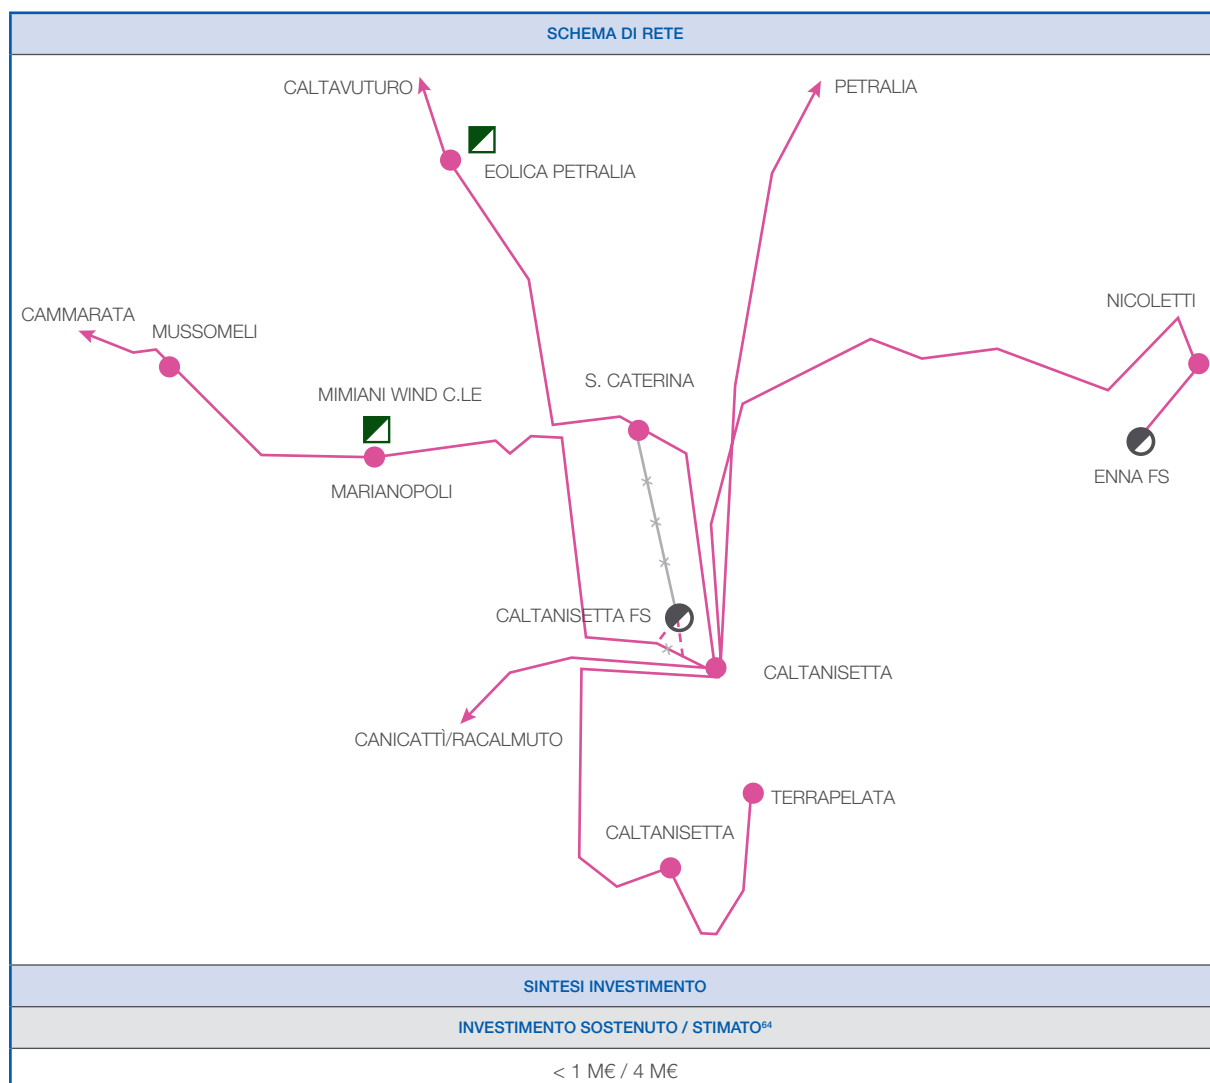 SCHEMA DI RETE
CALTAVUTURO
PETRALIA
EOLICA PETRALIA
CAMMARATA
MUSSOMELI
NICOLETTI
MIMIANI WIND C.LE
S. CATERINA
MARIANOPOLI
ENNA FS
CALTANISETTA FS
CALTANISETTA
CANICATTÌ/RACALMUTO
TERRAPELATA
CALTANISETTA
SINTESI INVESTIMENTO
INVESTIMENTO SOSTENUTO / STIMATO⁶⁴
< 1 M€ / 4 M€